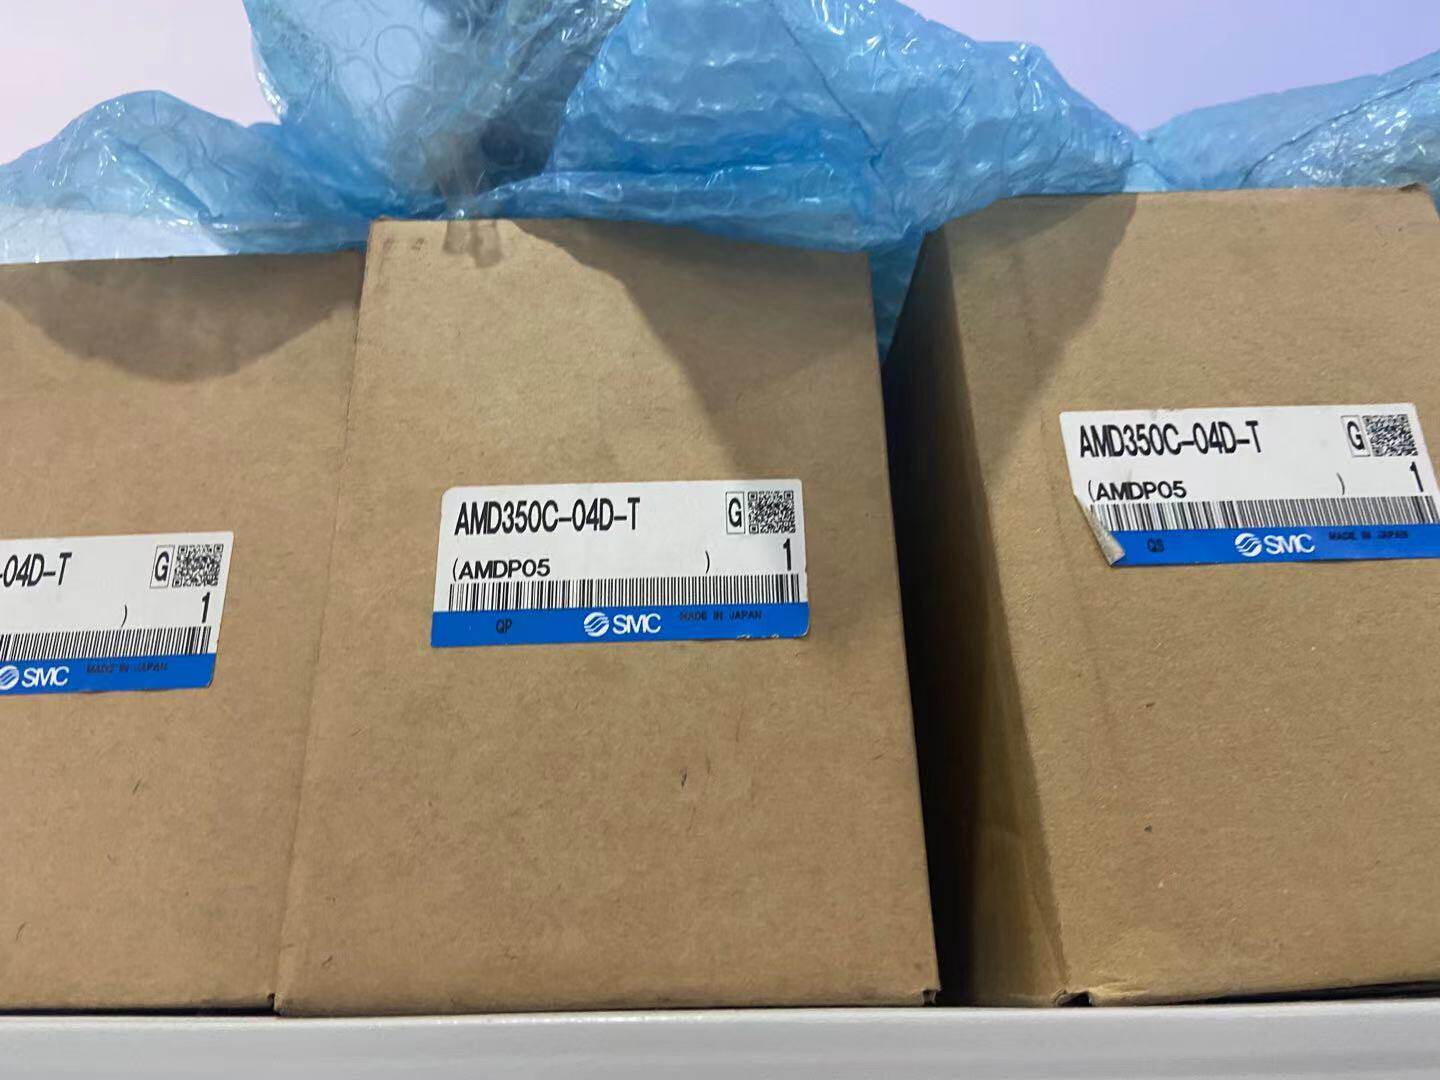 -04D-T
G
)
1
SMC
MADE IN JAPAN
AMD350C-04D-T
G
(AMDP05 )
1
QP
SMC
MADE IN JAPAN
AMD350C-04D-T
G
(AMDP05 )
1
QS
SMC
MADE IN JAPAN